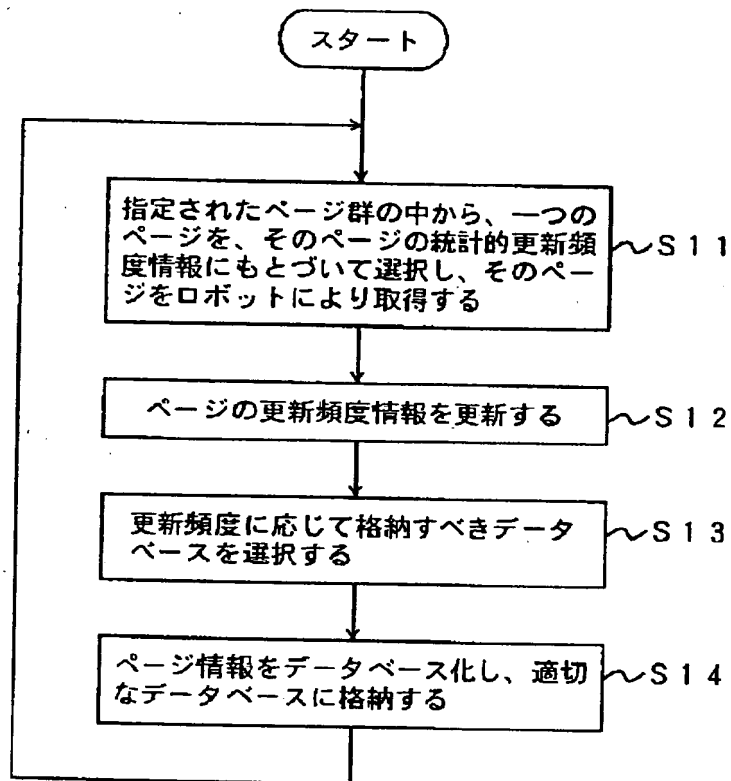 スタート
指定されたページ群の中から、一つの
ページを、そのページの統計的更新頻
度情報にもとづいて選択し、そのペー
ジをロボットにより取得する
S11
ページの更新頻度情報を更新する
S12
更新頻度に応じて格納すべきデータ
ベースを選択する
S13
ページ情報をデータベース化し、適切
なデータベースに格納する
S14